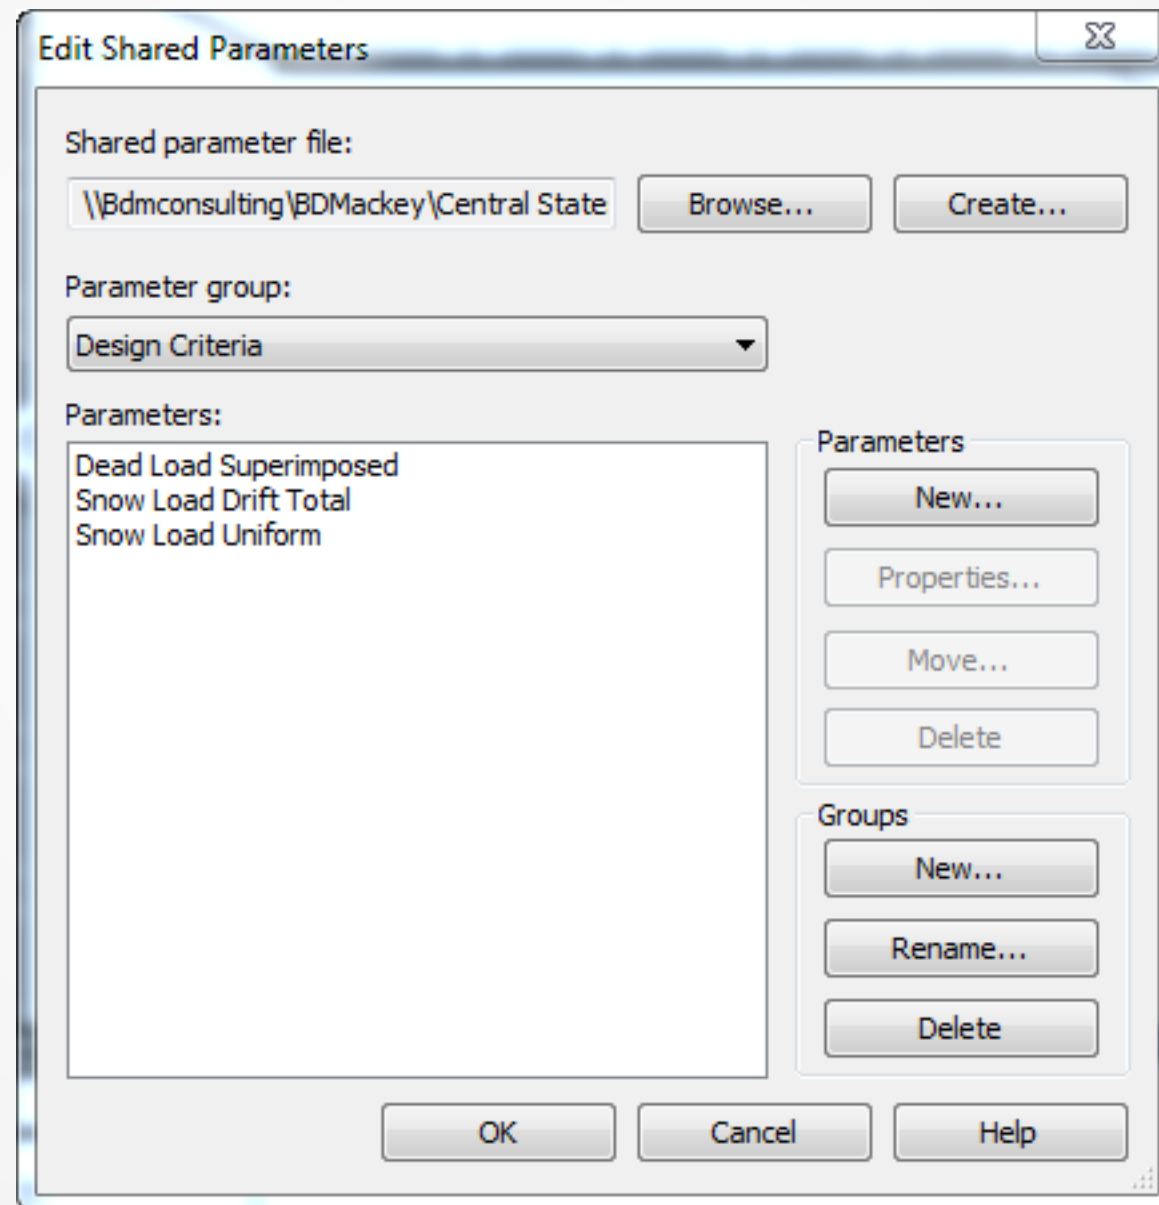 Edit Shared Parameters
Shared parameter file:
\\Bdmconsulting\BDMackey\Central State
Browse...
Create...
Parameter group:
Design Criteria
Parameters:
Dead Load Superimposed
Snow Load Drift Total
Snow Load Uniform
Parameters
New...
Properties...
Move...
Delete
Groups
New...
Rename...
Delete
OK
Cancel
Help